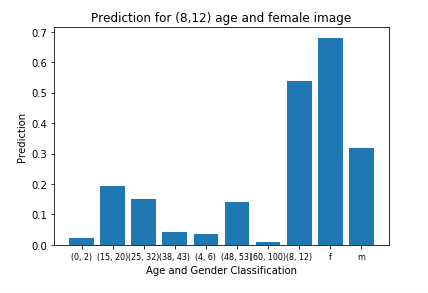 Prediction for (8,12) age and female image
Prediction
0.7
0.6
0.5
0.4
0.3
0.2
0.1
0.0
(0, 2) (15, 20)(25, 32)(38, 43) (4, 6) (48, 53)(60, 100)(8, 12) f m
Age and Gender Classification